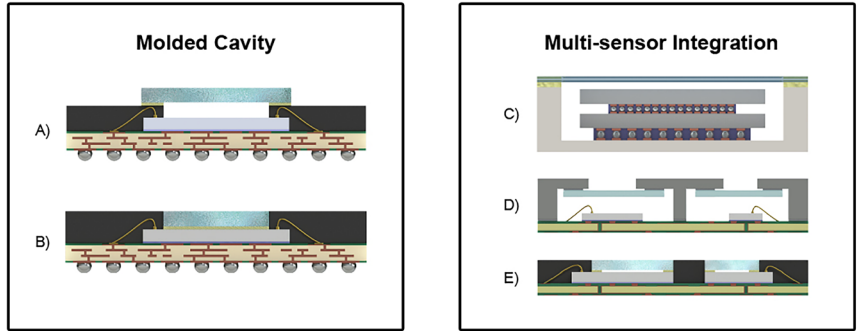 Molded Cavity
A)
B)
Multi-sensor Integration
C)
D)
E)